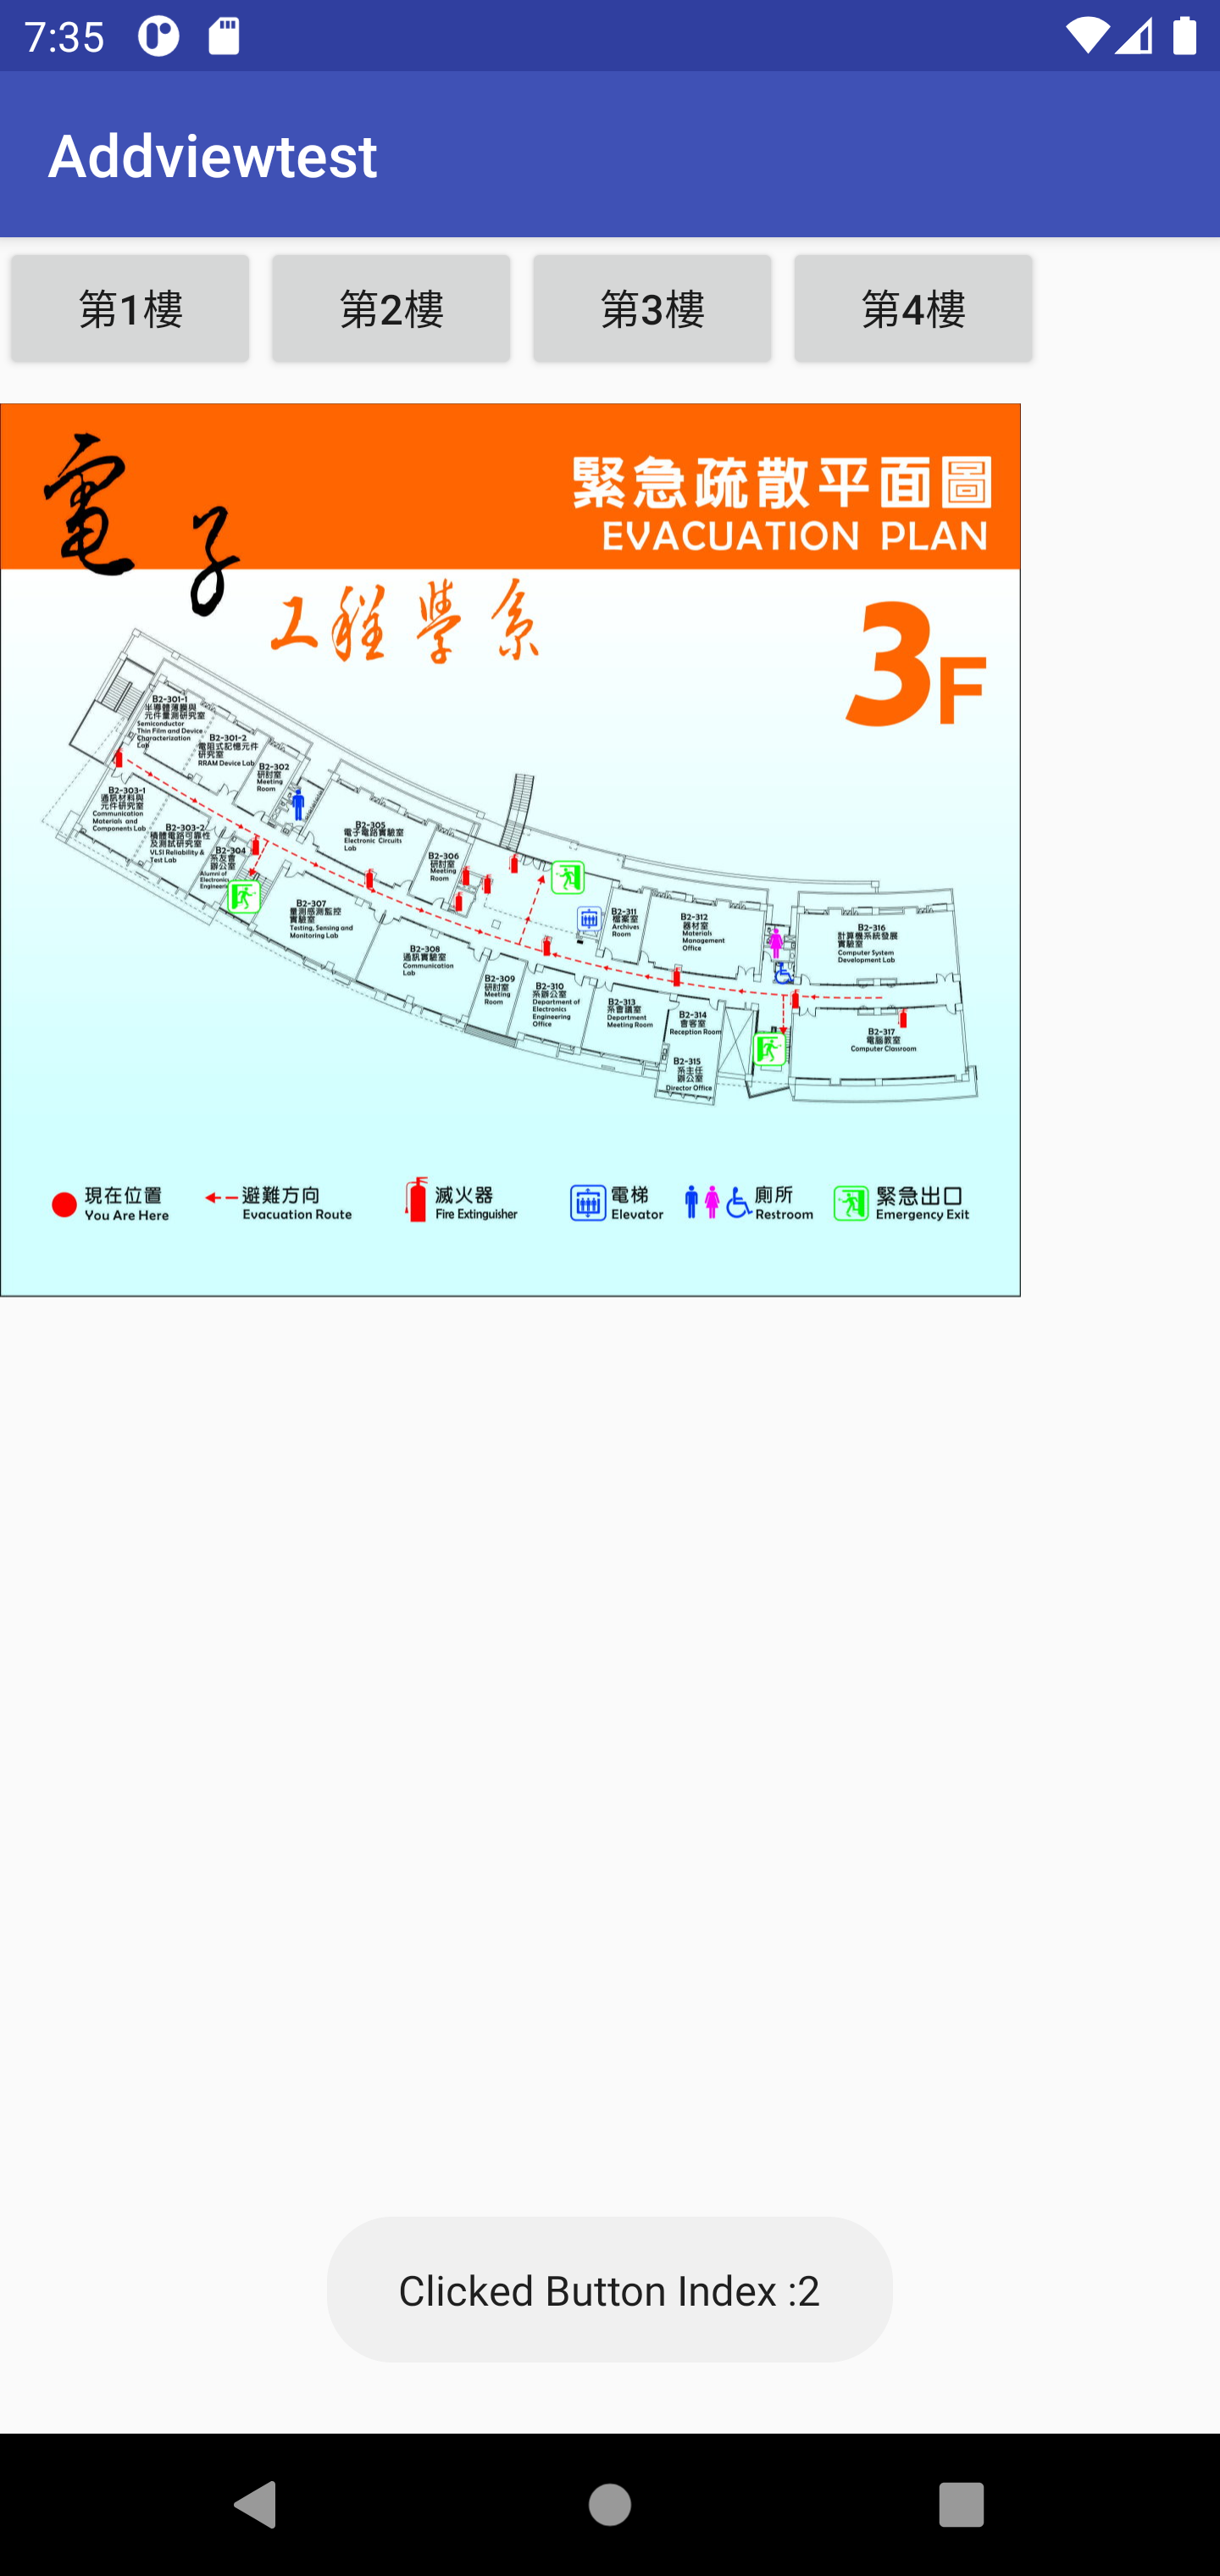 7:35
Addviewtest
第1樓
第2樓
第3樓
第4樓
電子
工程學系
緊急疏散平面圖
EVACUATION PLAN
3F
B2-301-1
半導體薄膜與
元件量測研究室
Semiconductor
Thin Film and Device
Characterization
Lab
B2-301-2
電阻式記憶元件
研究室
RRAM Device Lab
B2-302
研討室
Meeting
Room
B2-303-1
通訊材料與
元件研究室
Communication
Materials and
Components Lab
B2-303-2
積體電路可靠性
及測試研究室
VLSI Reliability &
Test Lab
B2-304
系友會
辦公室
Alumni of
Electronics
Engineering
B2-305
電子電路實驗室
Electronic Circuits
Lab
B2-306
研討室
Meeting
Room
B2-307
量測感測監控
實驗室
Testing, Sensing and
Monitoring Lab
B2-308
通訊實驗室
Communication
Lab
B2-309
研討室
Meeting
Room
B2-310
系辦公室
Department of
Electronics
Engineering
Office
B2-311
檔案室
Archives
Room
B2-312
器材室
Materials
Management
Office
B2-313
系會議室
Department
Meeting Room
B2-314
會客室
Reception Room
B2-315
系主任
辦公室
Director Office
B2-316
計算機系統發展
實驗室
Computer System
Development Lab
B2-317
電腦教室
Computer Classroom
現在位置
You Are Here
避難方向
Evacuation Route
滅火器
Fire Extinguisher
電梯
Elevator
廁所
Restroom
緊急出口
Emergency Exit
Clicked Button Index :2